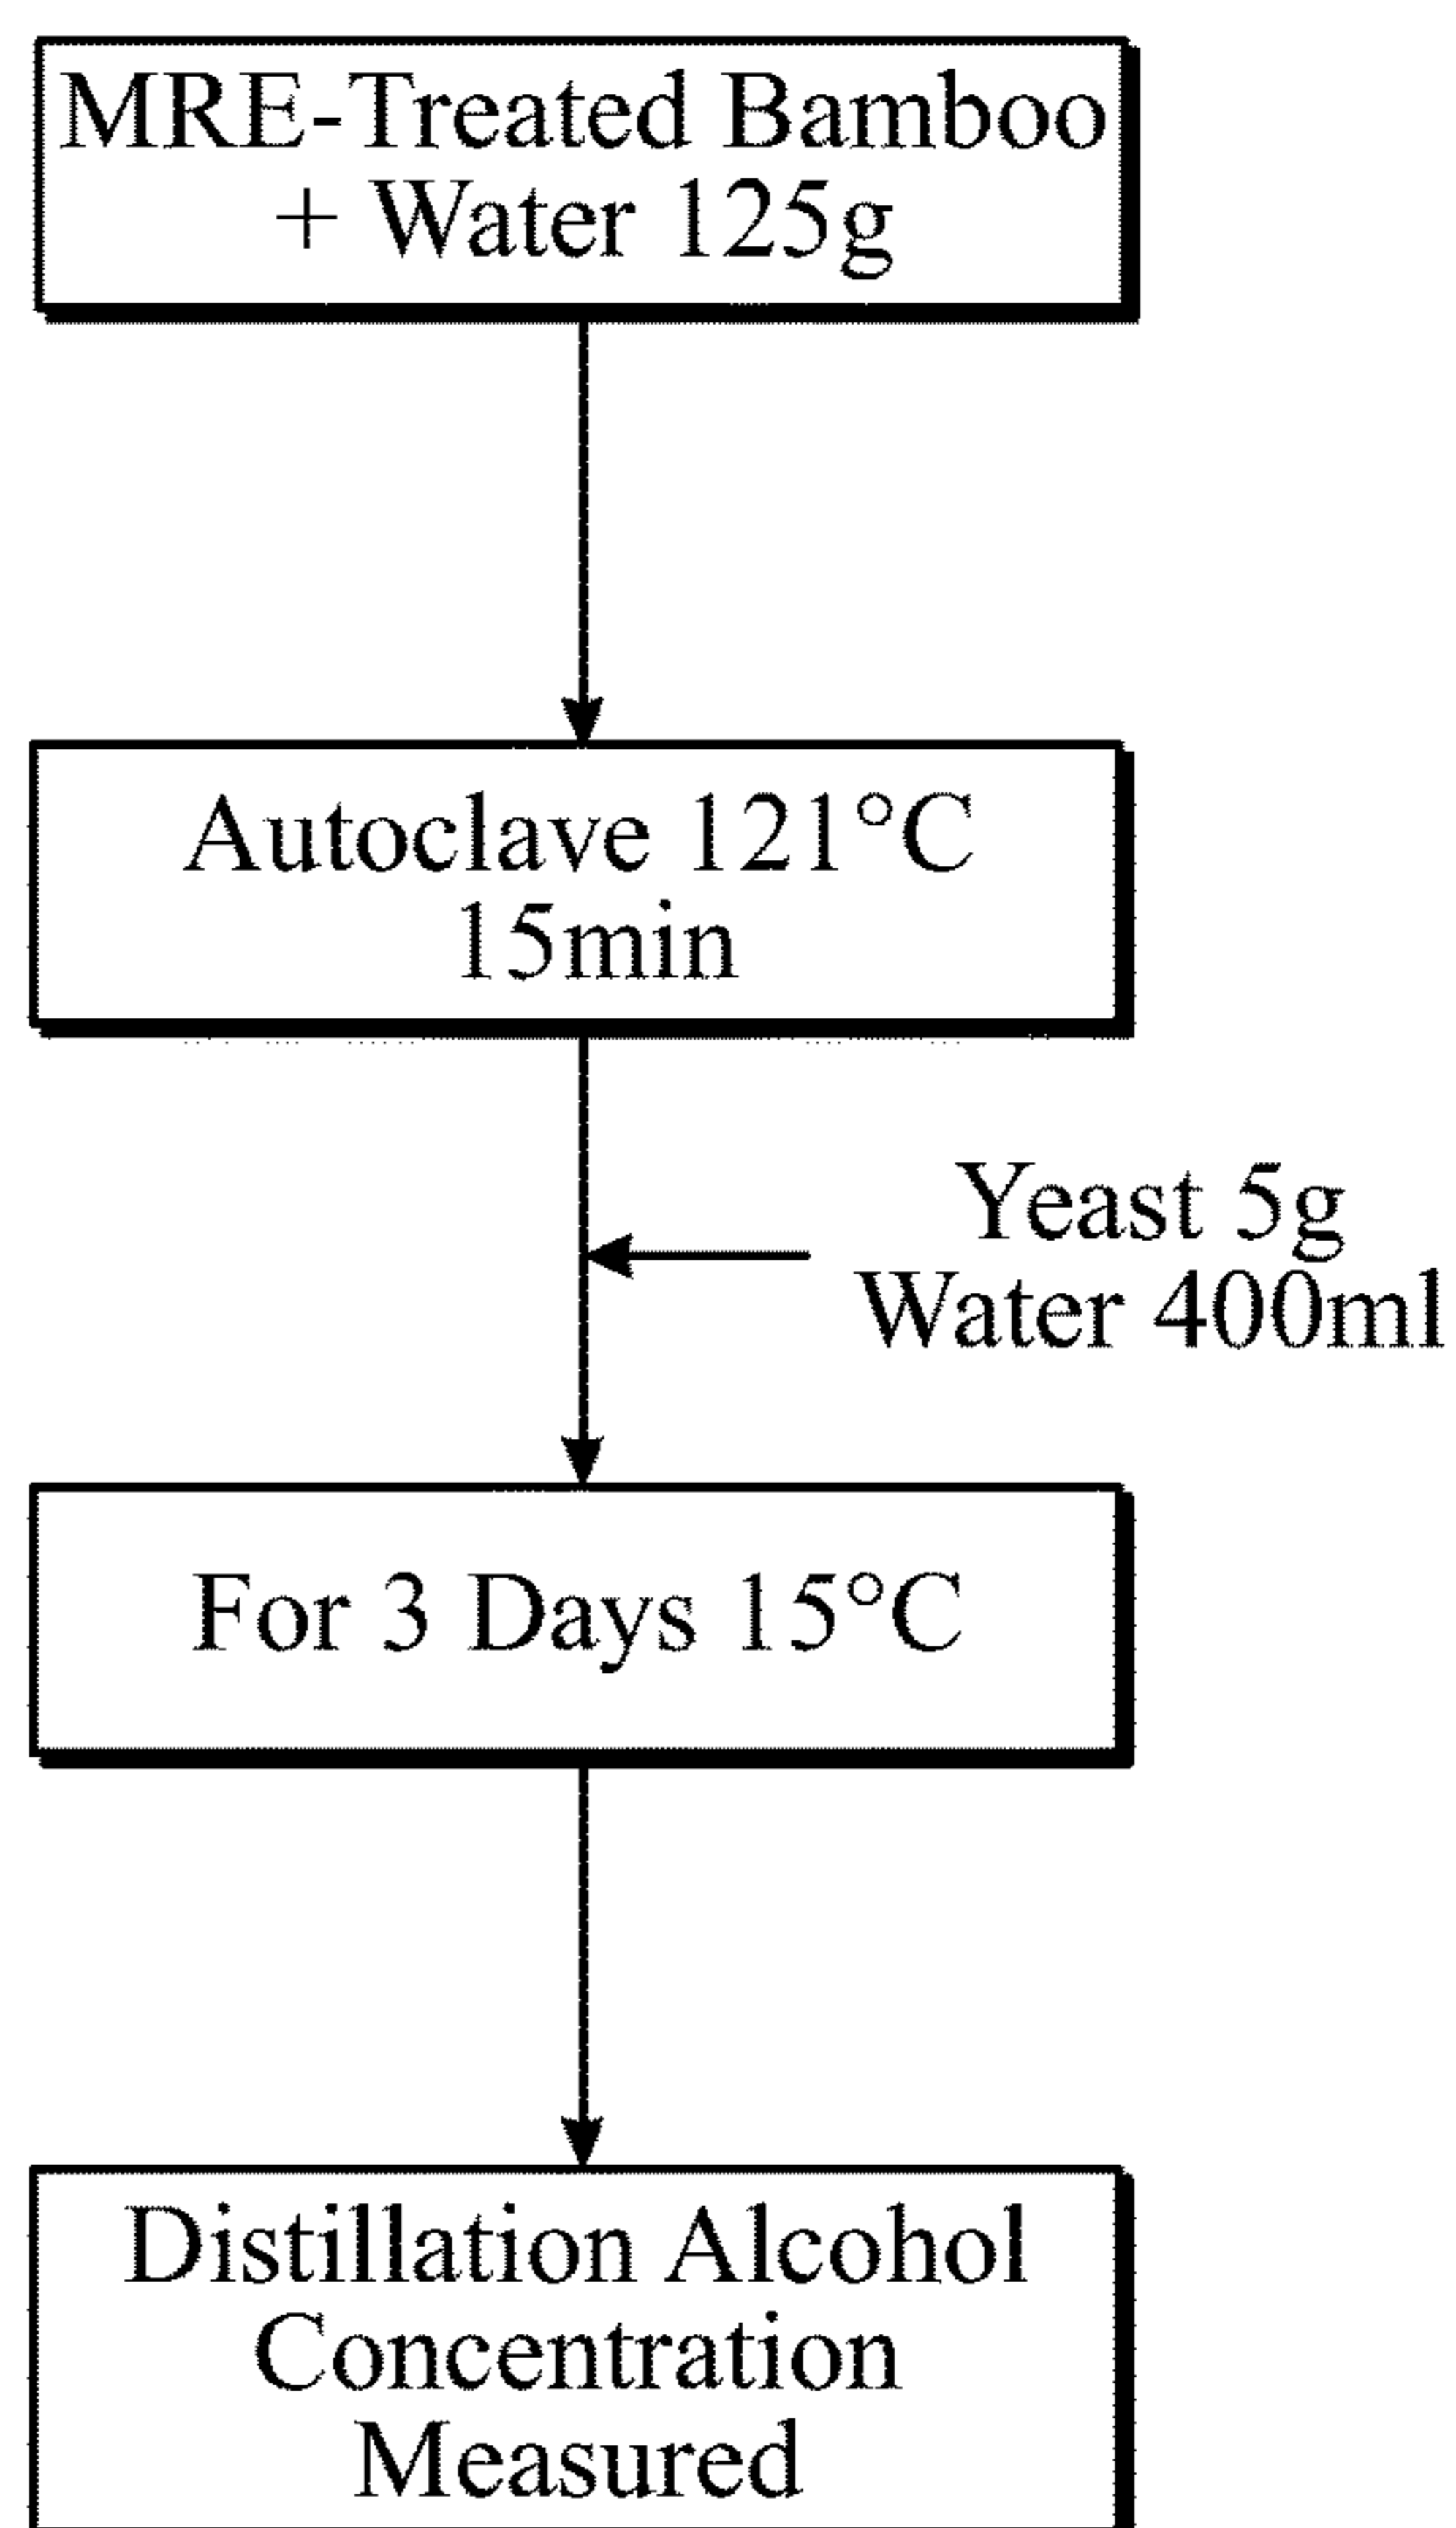 MRE-Treated Bamboo
+ Water 125g
Autoclave 121°C
15min
Yeast 5g
Water 400ml
For 3 Days 15°C
Distillation Alcohol
Concentration
Measured